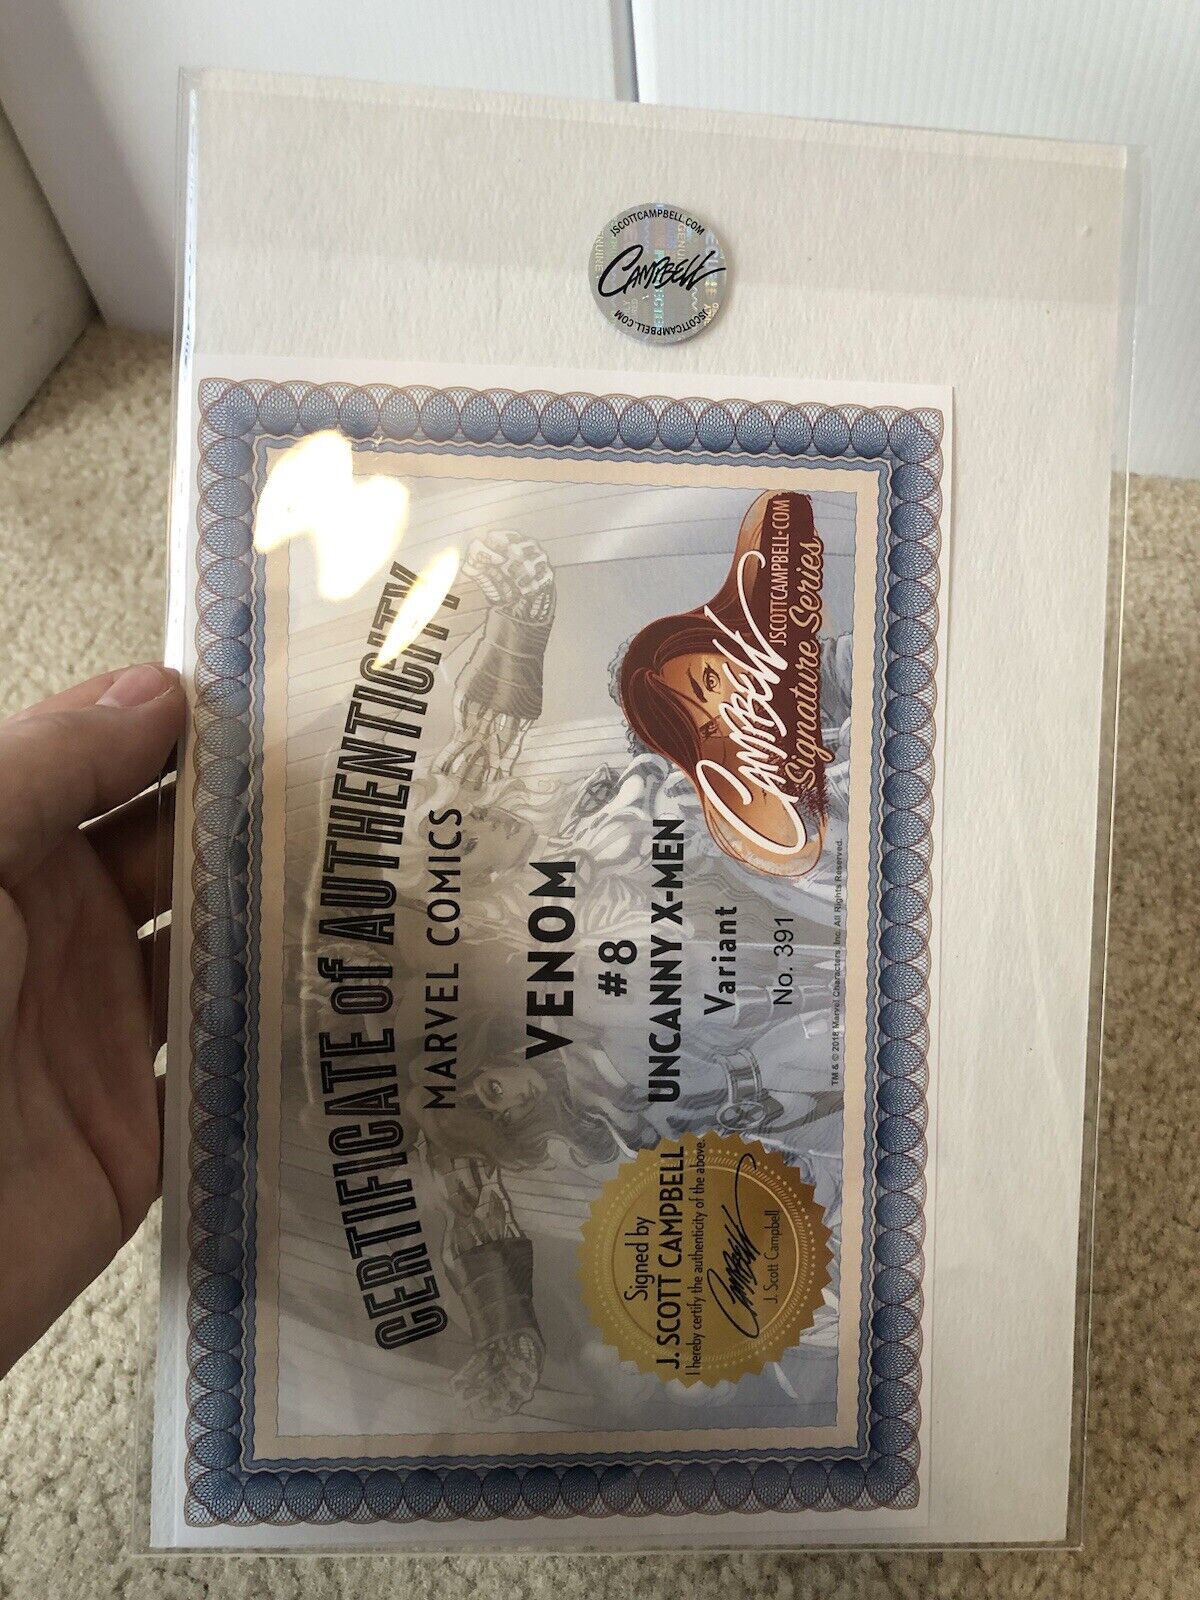 JSCOTTCAMPBELL.COM
CAMPBELL
JSCOTTCAMPBELL.COM
CERTIFICATE of AUTHENTICITY
MARVEL COMICS
VENOM
#8
UNCANNY X-MEN
Variant
No. 391
TM & © 2018 Marvel Characters, Inc. All Rights Reserved.
Signed by
J. SCOTT CAMPBELL
I hereby certify the authenticity of the above.
CAMPBELL
J. Scott Campbell
CAMPBELL
JSCOTTCAMPBELL·COM
Signature Series